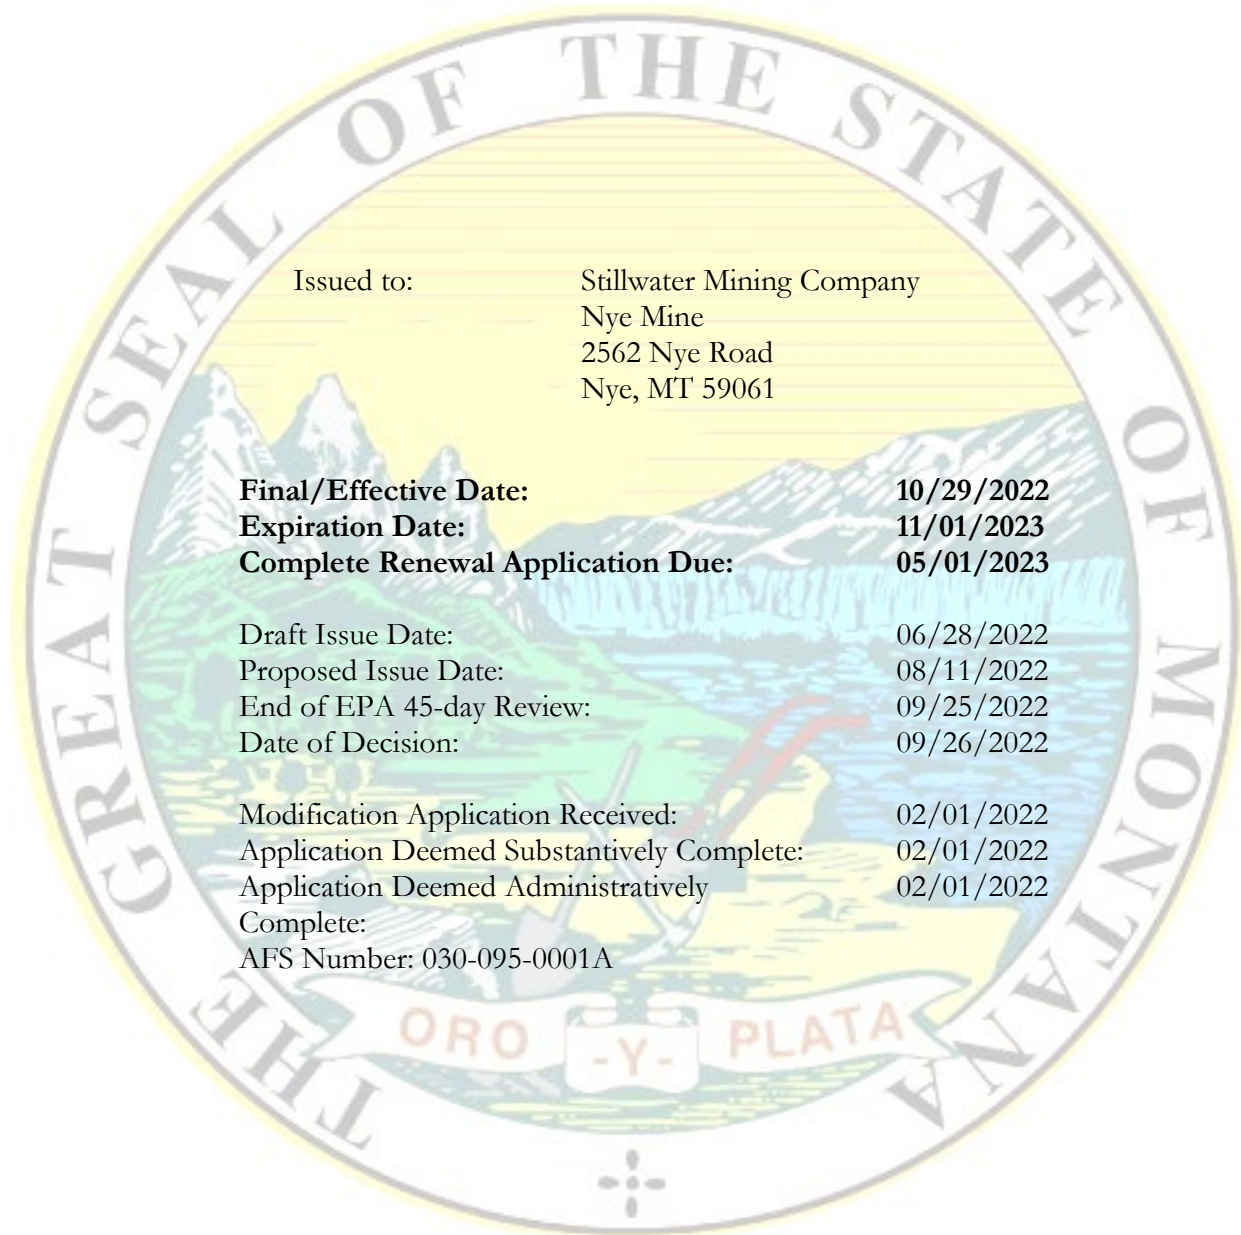 THE GREAT SEAL OF THE STATE OF MONTANA
Issued to: Stillwater Mining Company
Nye Mine
2562 Nye Road
Nye, MT 59061
Final/Effective Date: 10/29/2022
Expiration Date: 11/01/2023
Complete Renewal Application Due: 05/01/2023
Draft Issue Date: 06/28/2022
Proposed Issue Date: 08/11/2022
End of EPA 45-day Review: 09/25/2022
Date of Decision: 09/26/2022
Modification Application Received: 02/01/2022
Application Deemed Substantively Complete: 02/01/2022
Application Deemed Administratively 02/01/2022
Complete:
AFS Number: 030-095-0001A
ORO -Y- PLATA